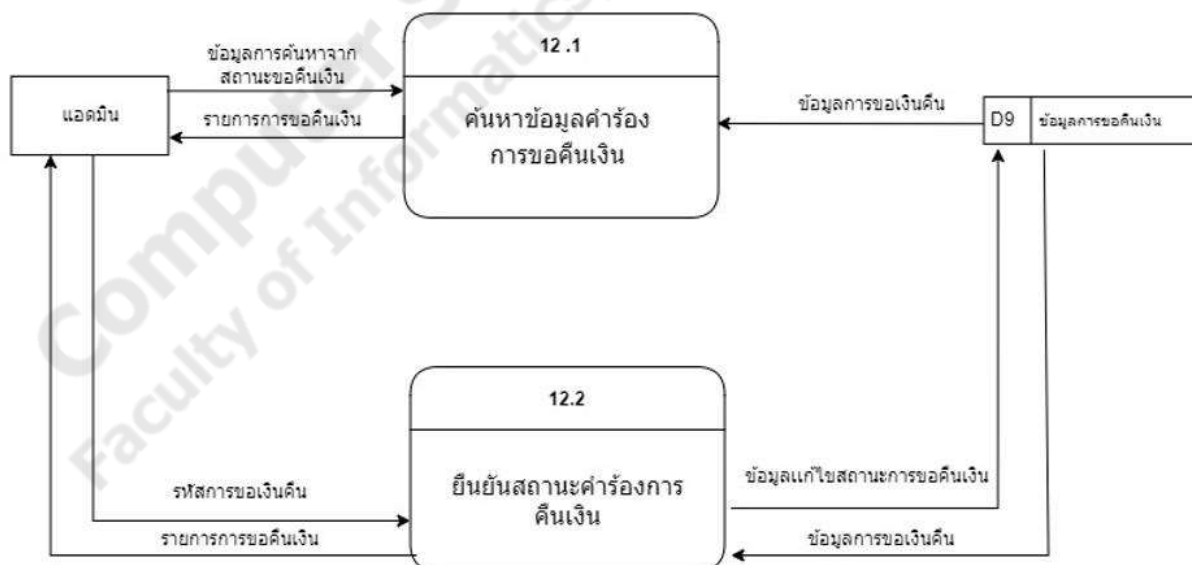 12 .1
ข้อมูลการค้นหาจาก
สถานะขอคืนเงิน
แอดมิน
รายการการขอคืนเงิน
ค้นหาข้อมูลคำร้อง
การขอคืนเงิน
ข้อมูลการขอเงินคืน
D9
ข้อมูลการขอคืนเงิน
12.2
ยืนยันสถานะคำร้องการ
คืนเงิน
รหัสการขอเงินคืน
รายการการขอคืนเงิน
ข้อมูลแก้ไขสถานะการขอคืนเงิน
ข้อมูลการขอเงินคืน
Computer S
Faculty of Informatics,